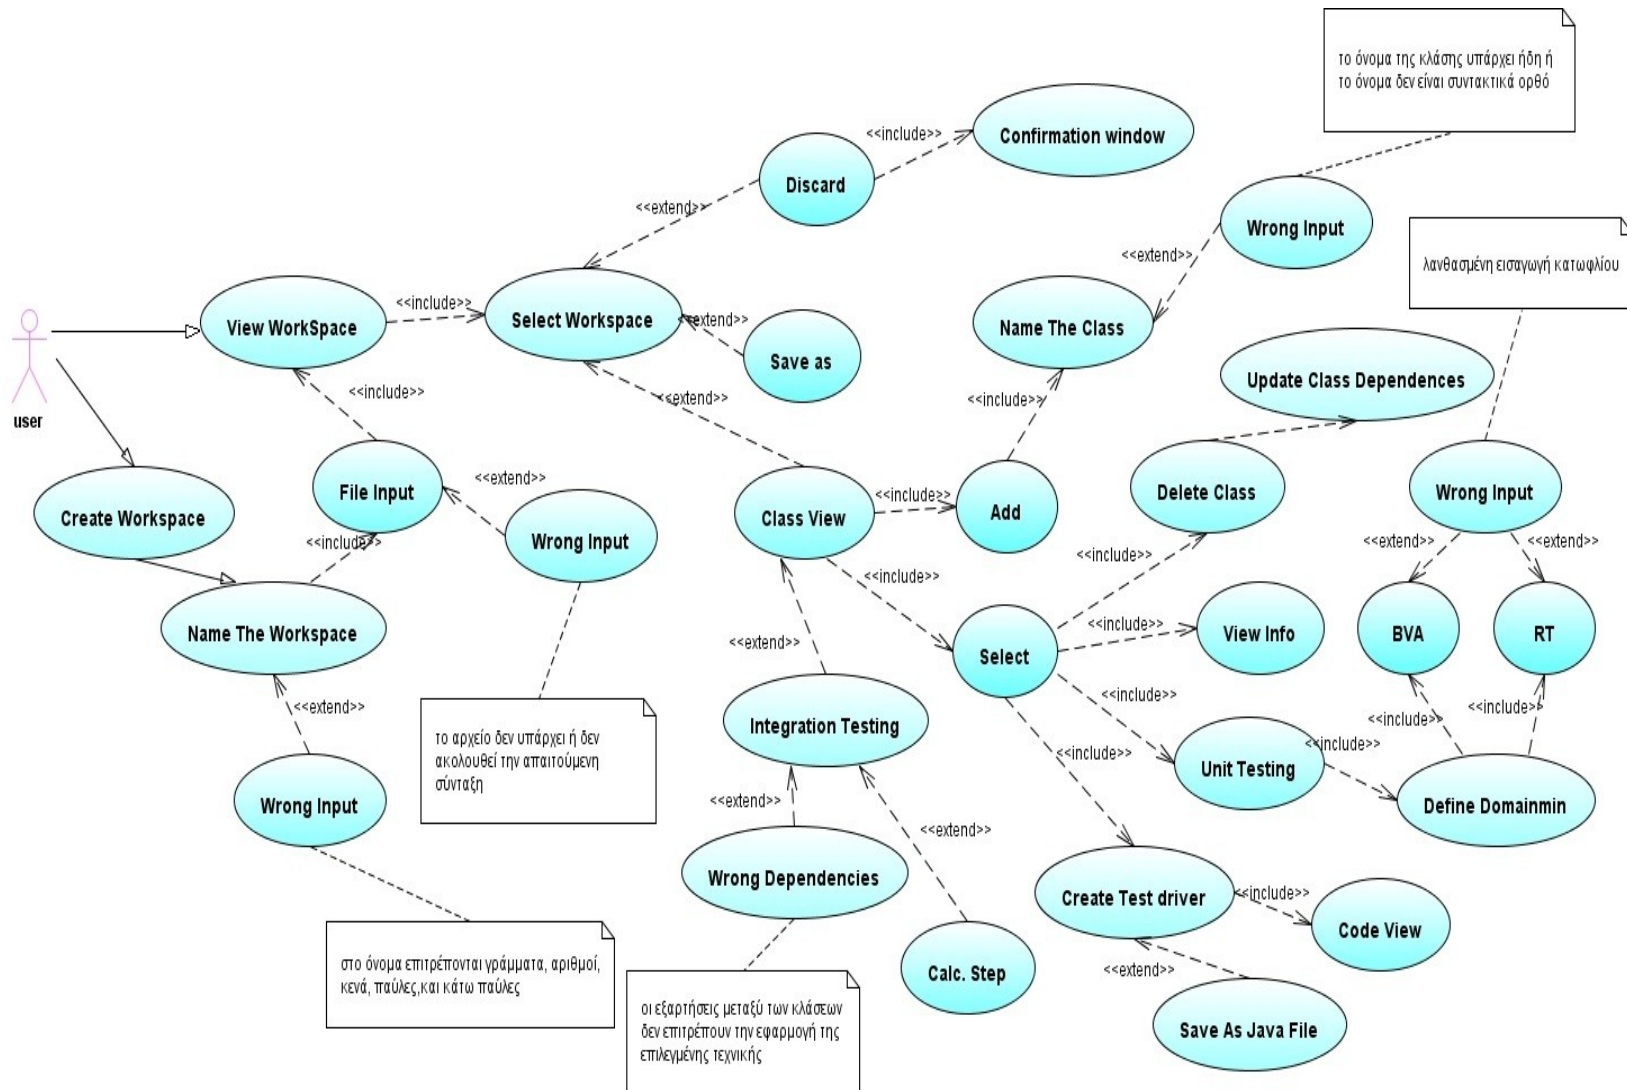 το όνομα της κλάσης υπάρχει ήδη ή
το όνομα δεν είναι συντακτικά ορθό
<<include>>
Confirmation window
Discard
<<extend>>
Wrong Input
<<extend>>
λανθασμένη εισαγωγή κατωφλίου
View WorkSpace
<<include>>
Select Workspace
<<extend>>
Save as
Name The Class
user
<<include>>
<<extend>>
<<include>>
Update Class Dependences
Create Workspace
File Input
<<extend>>
Wrong Input
<<include>>
Class View
<<include>>
Add
Delete Class
Wrong Input
<<extend>>
<<extend>>
Name The Workspace
<<include>>
<<include>>
<<include>>
Select
View Info
BVA
RT
<<extend>>
<<extend>>
<<include>>
<<include>>
<<include>>
Integration Testing
<<include>>
Unit Testing
<<include>>
Define Domainmin
το αρχείο δεν υπάρχει ή δεν
ακολουθεί την απαιτούμενη
σύνταξη
Wrong Input
<<extend>>
<<extend>>
Wrong Dependencies
Create Test driver
<<include>>
Code View
<<extend>>
Calc. Step
Save As Java File
στο όνομα επιτρέπονται γράμματα, αριθμοί,
κενά, παύλες,και κάτω παύλες
οι εξαρτήσεις μεταξύ των κλάσεων
δεν επιτρέπουν την εφαρμογή της
επιλεγμένης τεχνικής